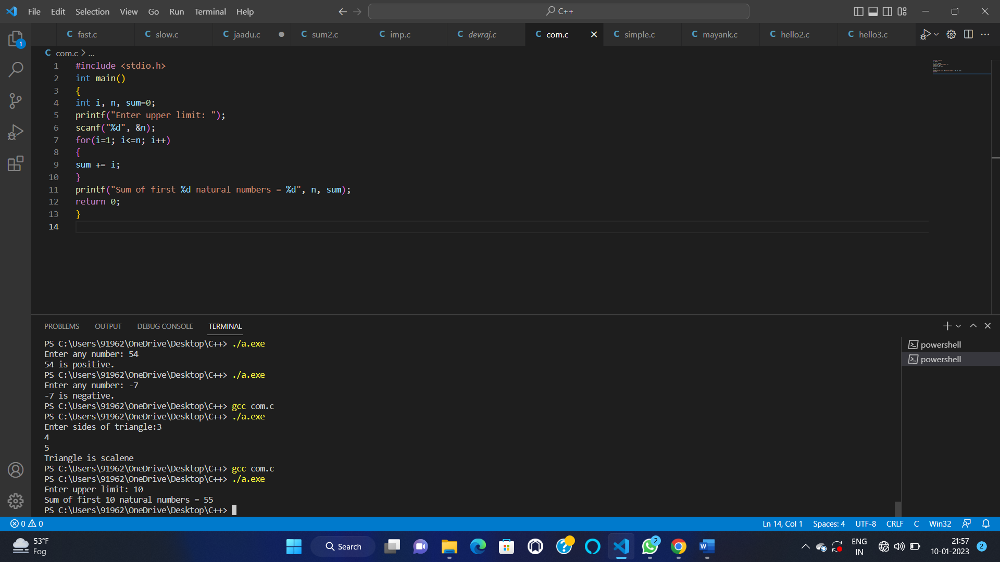 File Edit Selection View Go Run Terminal Help
C++
1
C fast.c
C slow.c
C jaadu.c
C sum2.c
C imp.c
C devraj.c
C com.c
C simple.c
C mayank.c
C hello2.c
C hello3.c
C com.c > ...
1 #include <stdio.h>
2 int main()
3 {
4 int i, n, sum=0;
5 printf("Enter upper limit: ");
6 scanf("%d", &n);
7 for(i=1; i<=n; i++)
8 {
9 sum += i;
10 }
11 printf("Sum of first %d natural numbers = %d", n, sum);
12 return 0;
13 }
14
PROBLEMS OUTPUT DEBUG CONSOLE TERMINAL
PS C:\Users\91962\OneDrive\Desktop\C++> ./a.exe
Enter any number: 54
54 is positive.
PS C:\Users\91962\OneDrive\Desktop\C++> ./a.exe
Enter any number: -7
-7 is negative.
PS C:\Users\91962\OneDrive\Desktop\C++> gcc com.c
PS C:\Users\91962\OneDrive\Desktop\C++> ./a.exe
Enter sides of triangle:3
4
5
Triangle is scalene
PS C:\Users\91962\OneDrive\Desktop\C++> gcc com.c
PS C:\Users\91962\OneDrive\Desktop\C++> ./a.exe
Enter upper limit: 10
Sum of first 10 natural numbers = 55
PS C:\Users\91962\OneDrive\Desktop\C++>
powershell
powershell
0 0
Ln 14, Col 1 Spaces: 4 UTF-8 CRLF C Win32
53°F
Fog
Search
2
ENG
IN
21:57
10-01-2023
2